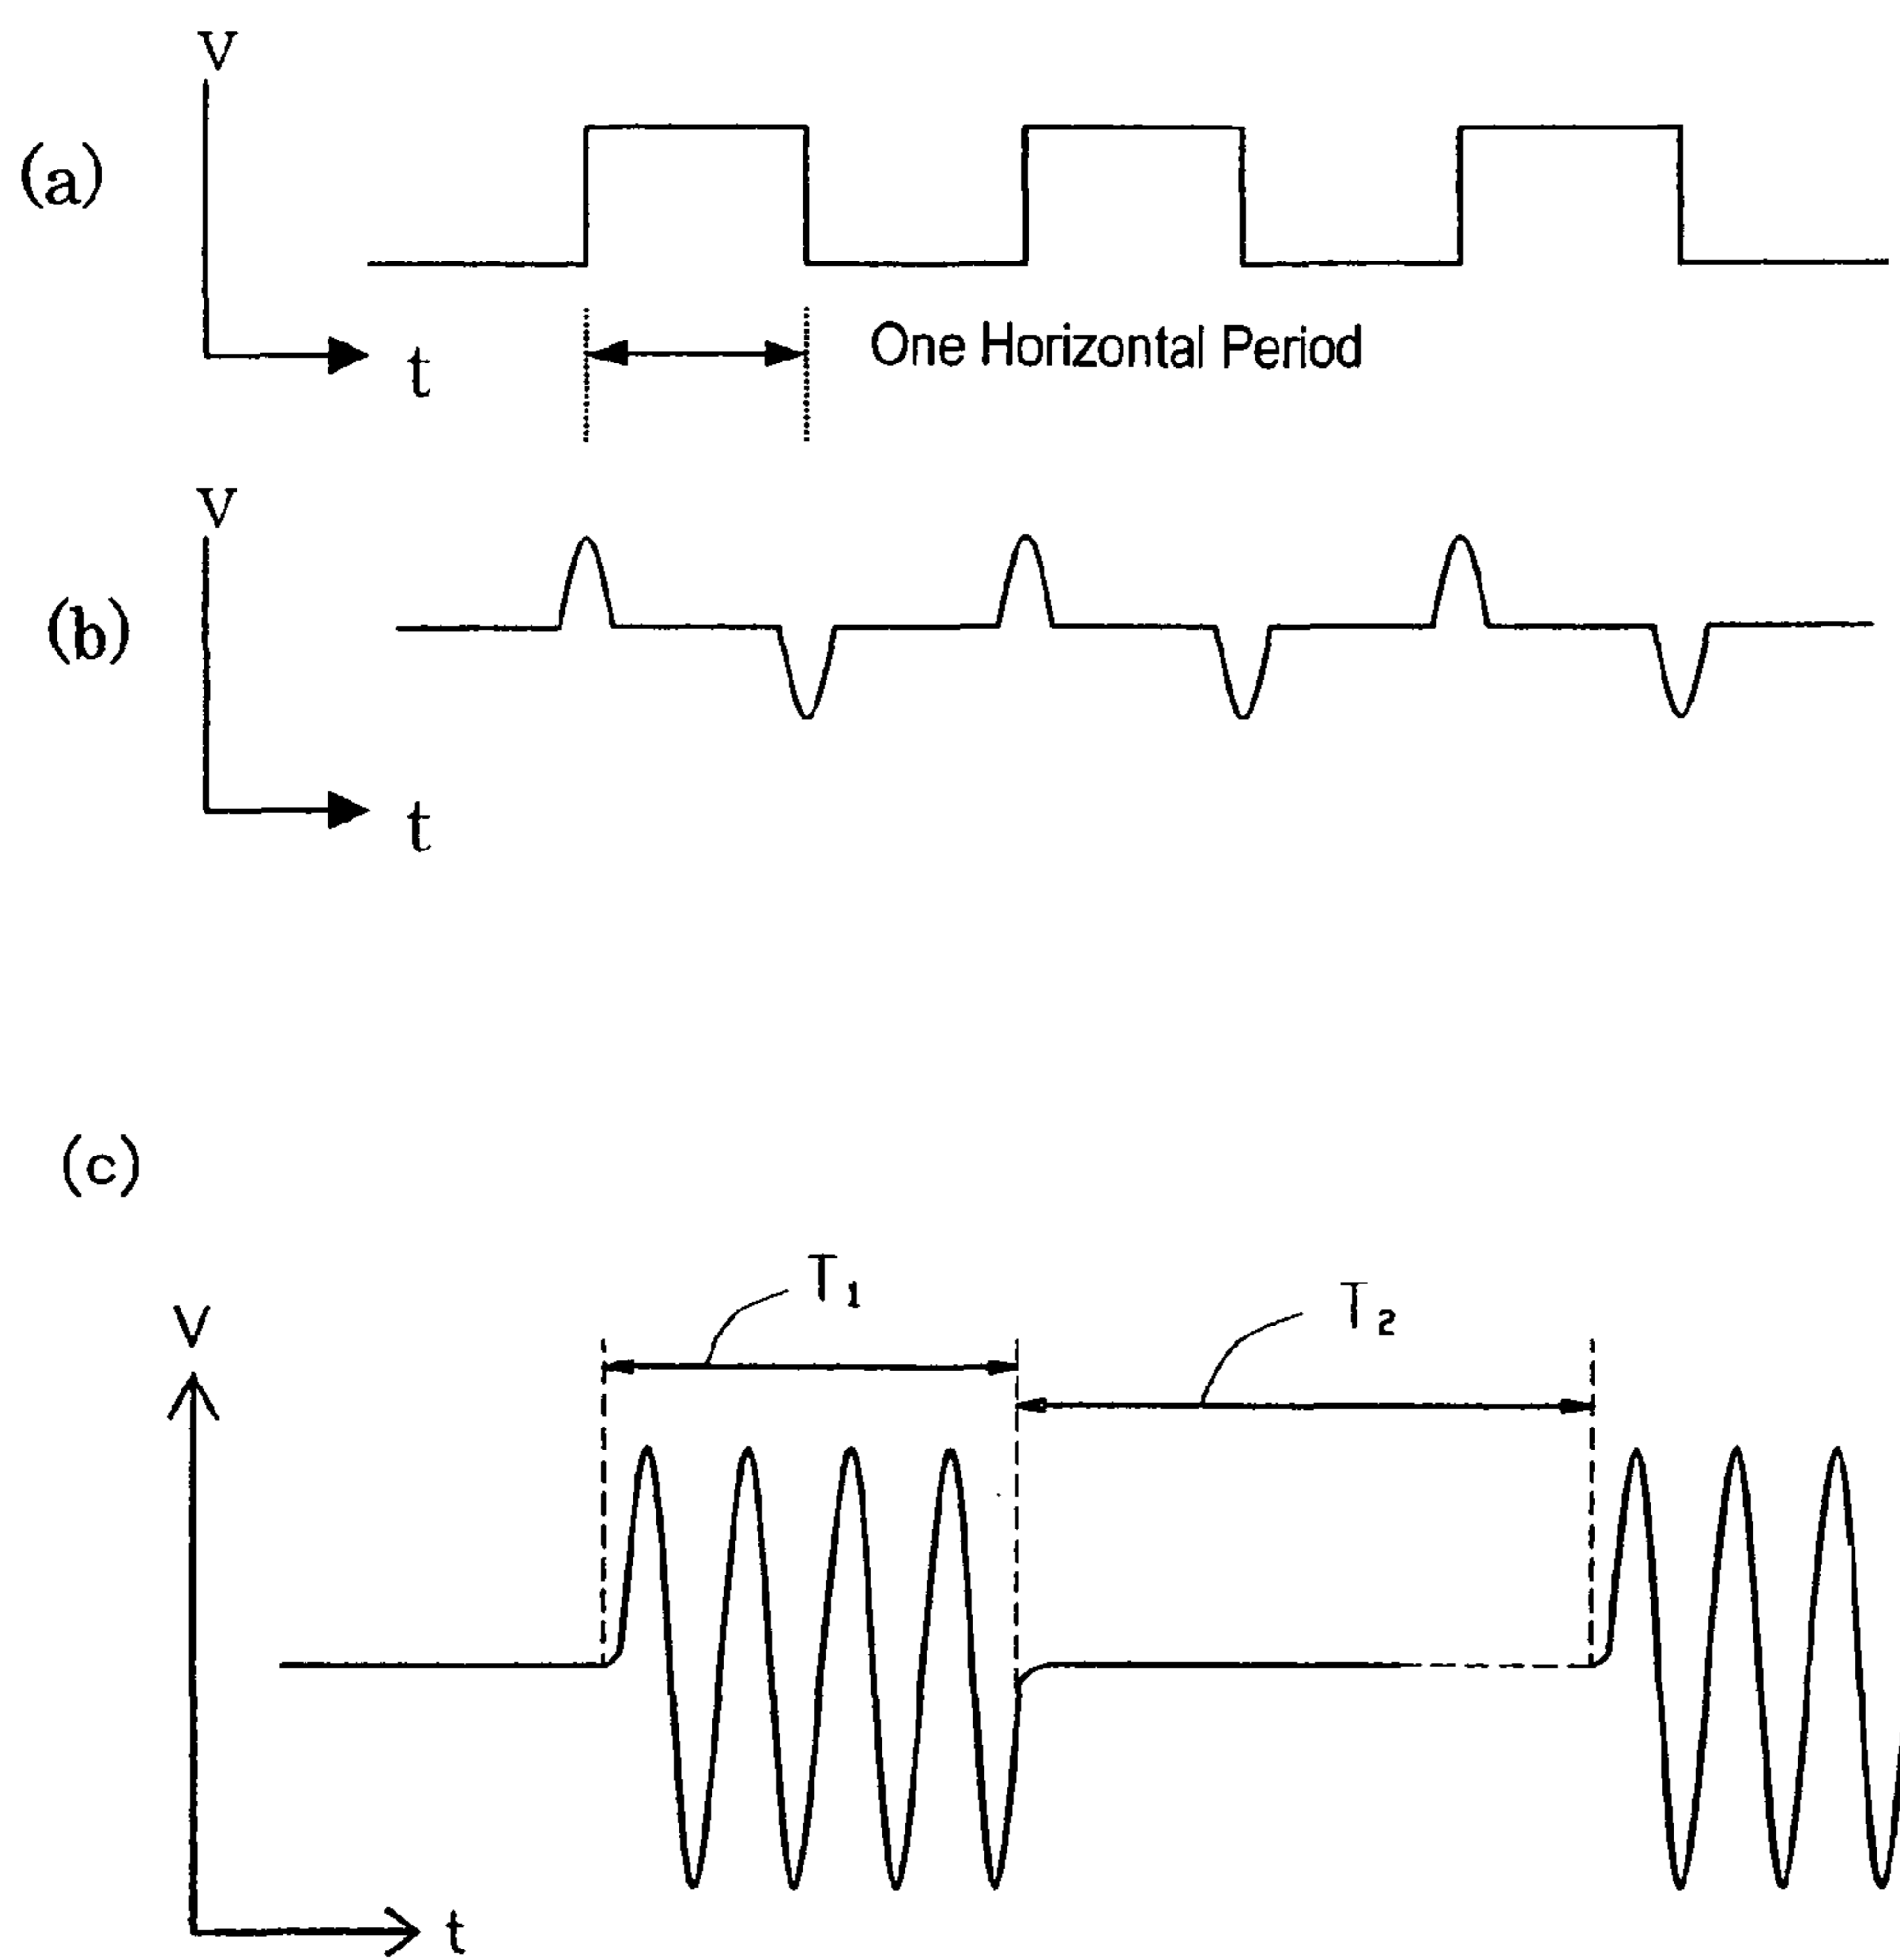 V
(a)
One Horizontal Period
t
V
(b)
t
(c)
T₁
T₂
V
t